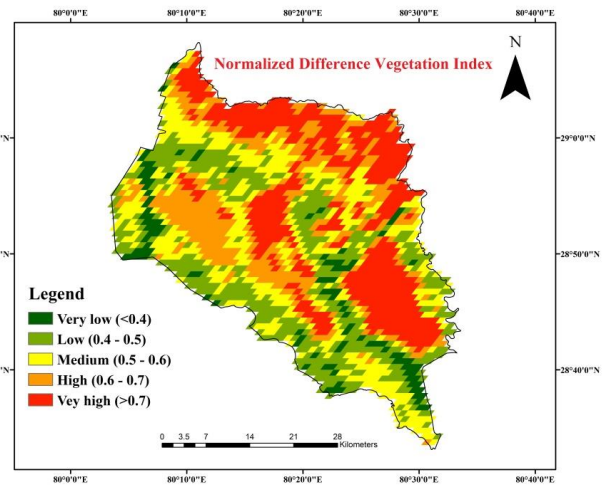 80°0'0"E 80°10'0"E 80°20'0"E 80°30'0"E 80°40'0"E
Normalized Difference Vegetation Index
N
29°0'0"N
"N
28°50'0"N
"N
Legend
Very low (<0.4)
Low (0.4 - 0.5)
Medium (0.5 - 0.6)
High (0.6 - 0.7)
Vey high (>0.7)
28°40'0"N
"N
0 3.5 7 14 21 28
Kilometers
80°0'0"E 80°10'0"E 80°20'0"E 80°30'0"E 80°40'0"E